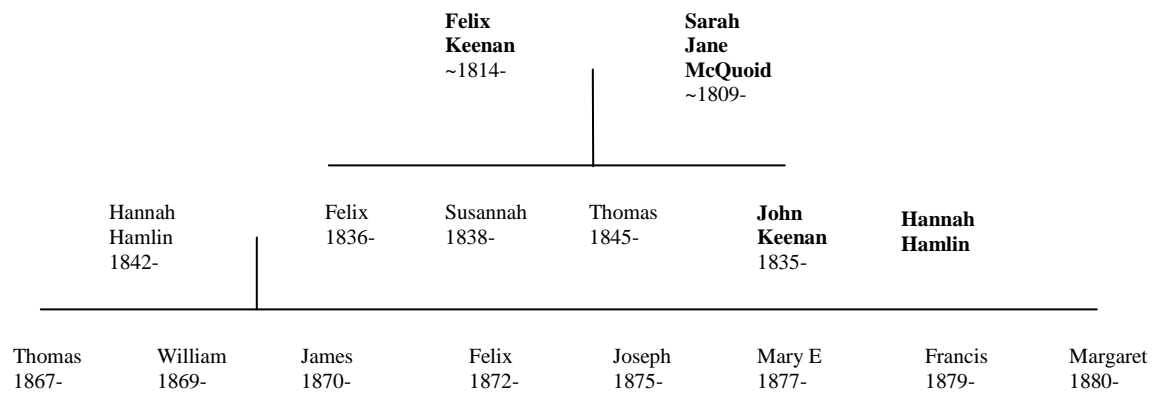 Felix
Keenan
~1814-
Sarah
Jane
McQuoid
~1809-
Hannah
Hamlin
1842-
Felix
1836-
Susannah
1838-
Thomas
1845-
John
Keenan
1835-
Hannah
Hamlin
Thomas
1867-
William
1869-
James
1870-
Felix
1872-
Joseph
1875-
Mary E
1877-
Francis
1879-
Margaret
1880-